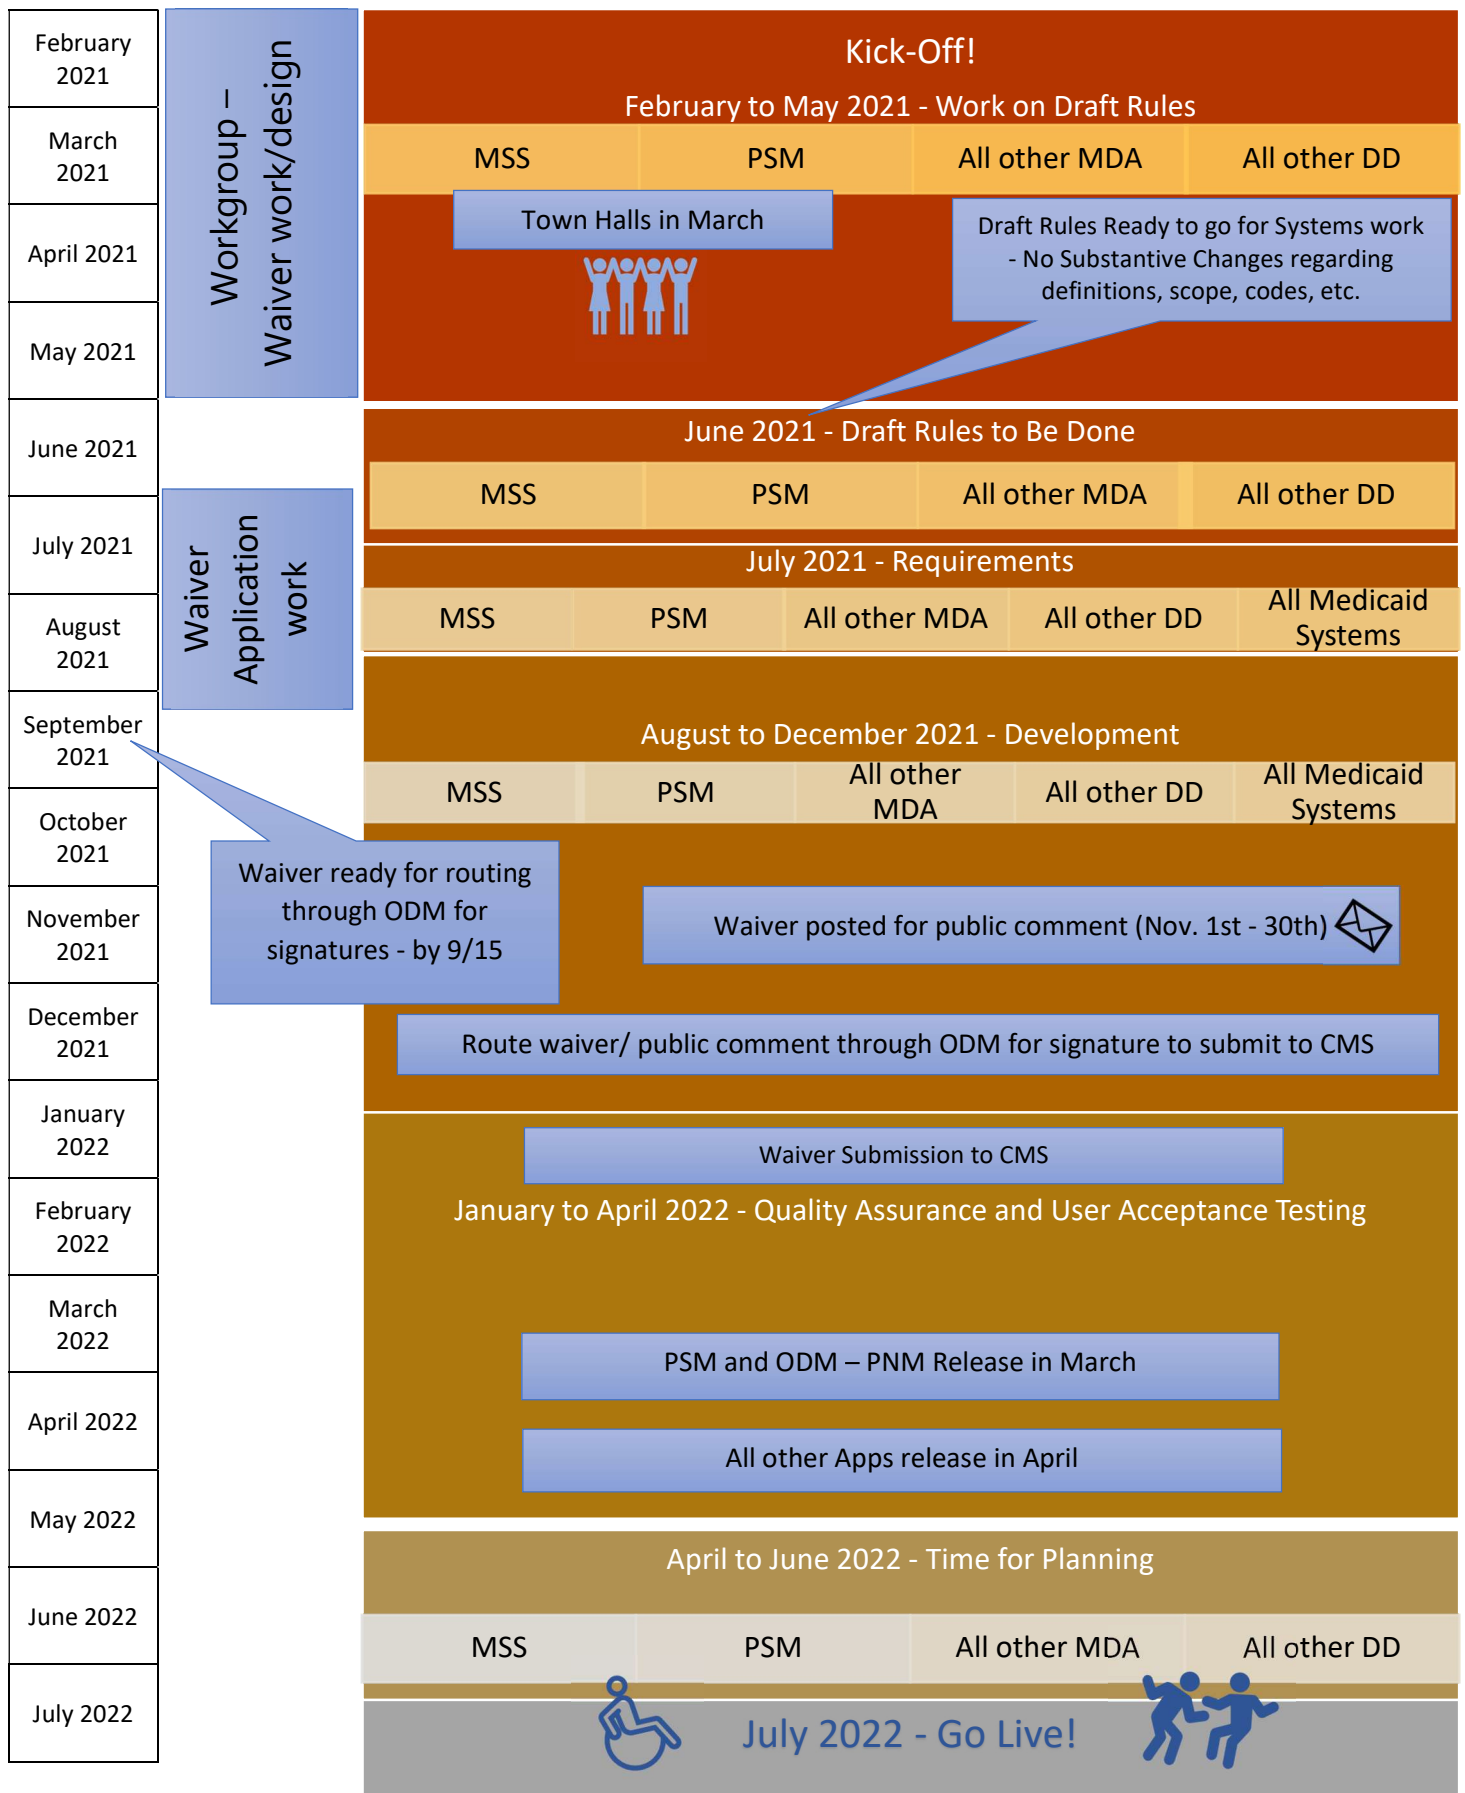 February
2021
March
2021
April 2021
May 2021
June 2021
July 2021
August
2021
September
2021
October
2021
November
2021
December
2021
January
2022
February
2022
March
2022
April 2022
May 2022
June 2022
July 2022
Workgroup –
Waiver work/design
Waiver
Application
work
Kick-Off!
February to May 2021 - Work on Draft Rules
MSS
PSM
All other MDA
All other DD
Town Halls in March
Draft Rules Ready to go for Systems work
- No Substantive Changes regarding
definitions, scope, codes, etc.
June 2021 - Draft Rules to Be Done
MSS
PSM
All other MDA
All other DD
July 2021 - Requirements
MSS
PSM
All other MDA
All other DD
All Medicaid
Systems
August to December 2021 - Development
MSS
PSM
All other
MDA
All other DD
All Medicaid
Systems
Waiver ready for routing
through ODM for
signatures - by 9/15
Waiver posted for public comment (Nov. 1st - 30th)
Route waiver/ public comment through ODM for signature to submit to CMS
Waiver Submission to CMS
January to April 2022 - Quality Assurance and User Acceptance Testing
PSM and ODM – PNM Release in March
All other Apps release in April
April to June 2022 - Time for Planning
MSS
PSM
All other MDA
All other DD
July 2022 - Go Live!